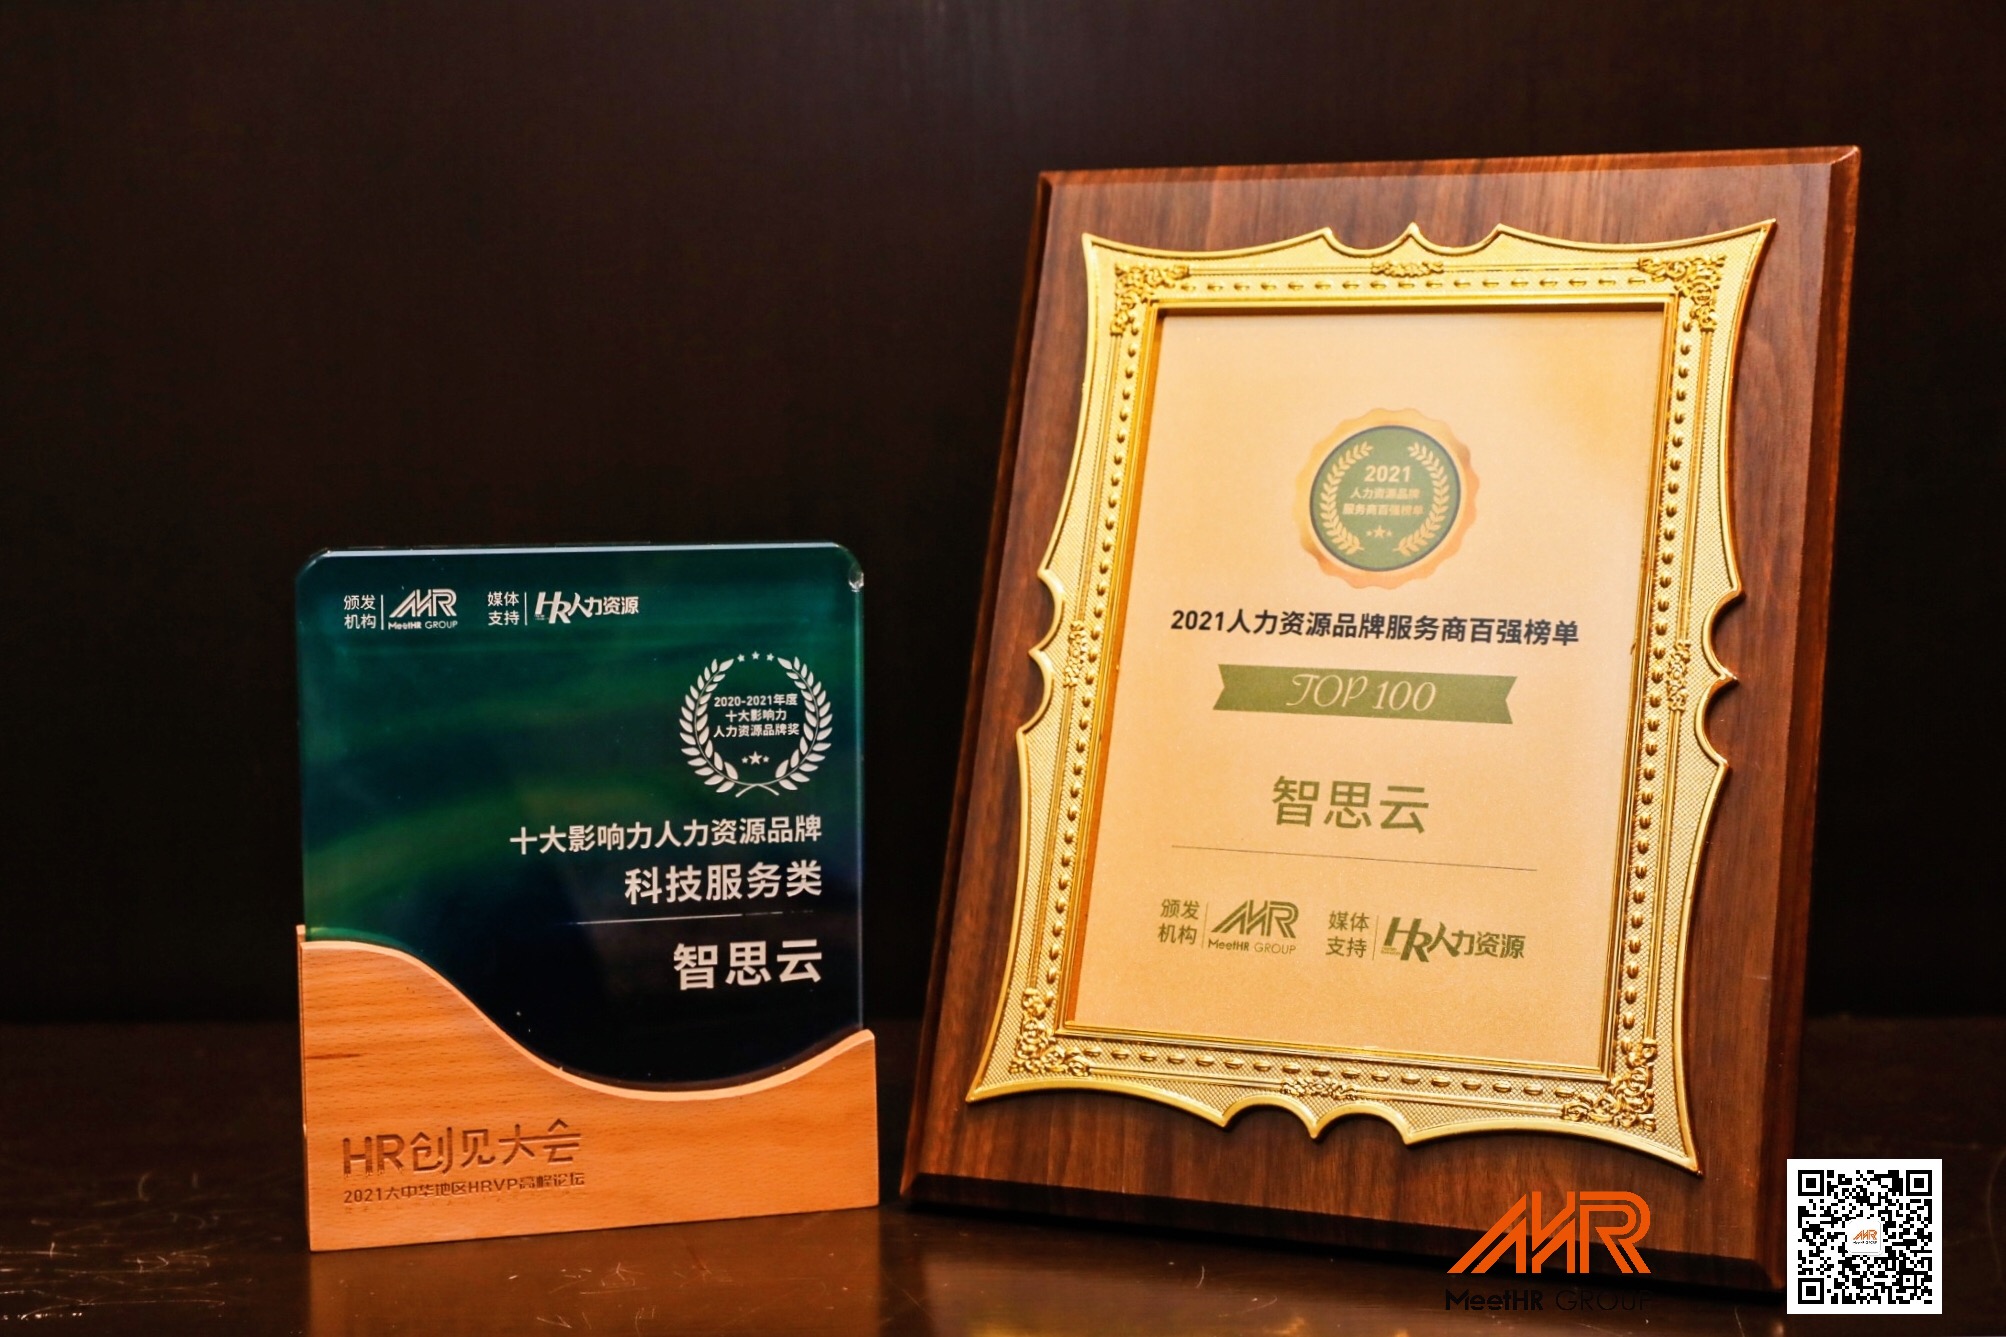 颁发
机构
MR
MeetHR GROUP
媒体
支持
HR人力资源
2020-2021年度
十大影响力
人力资源品牌奖
十大影响力人力资源品牌
科技服务类
智思云
HR创见大会
2021大中华地区HRVP高峰论坛
2021
人力资源品牌
服务商百强榜单
2021人力资源品牌服务商百强榜单
TOP 100
智思云
颁发
机构
MR
MeetHR GROUP
媒体
支持
HR人力资源
MR
MeetHR GROUP